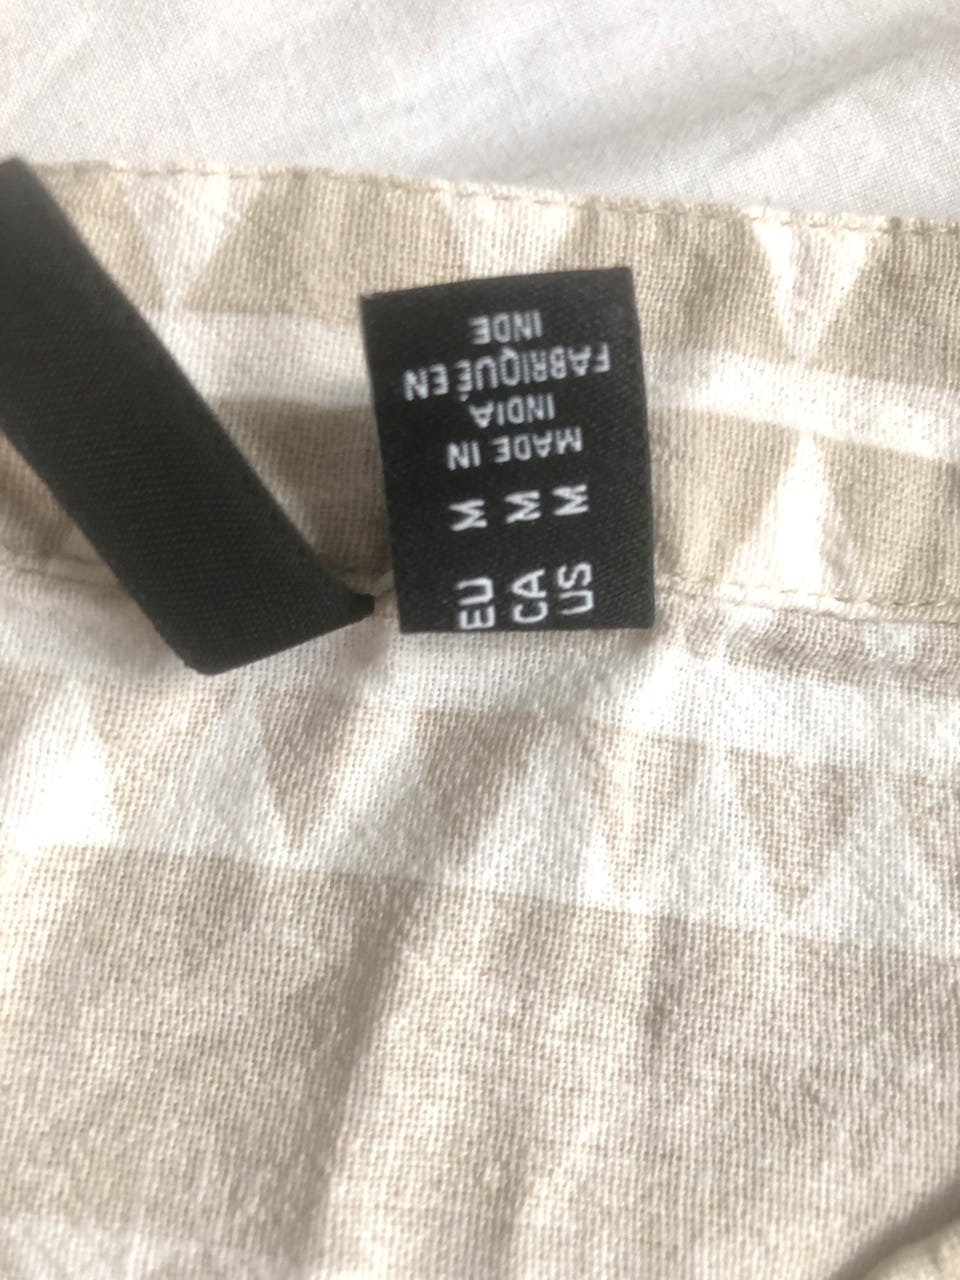 EU M
CA M
US M
MADE IN
INDIA
FABRIQUÉ EN
INDE